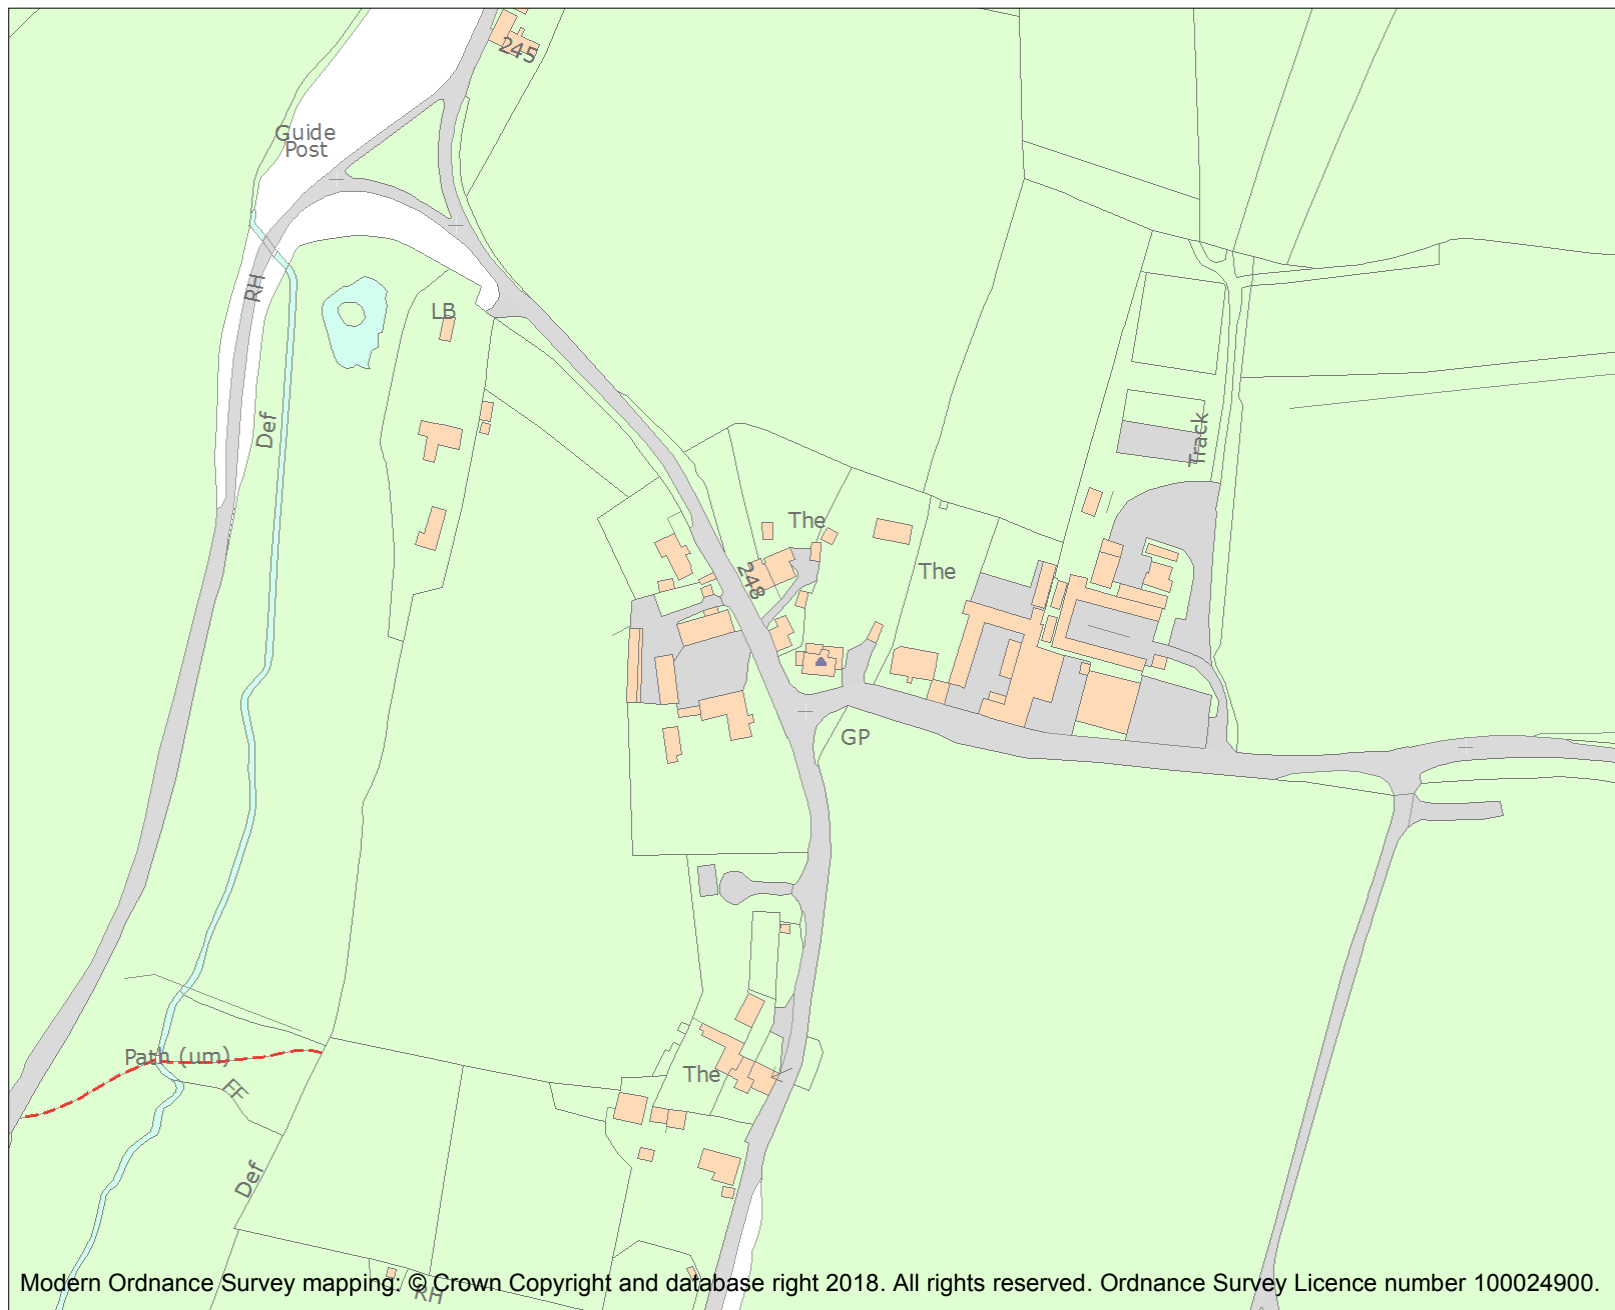 245
Guide
Post
RH
LB
Def
Track
The
248
The
GP
Path (um)
FF
The
Def
RH
Modern Ordnance Survey mapping: © Crown Copyright and database right 2018. All rights reserved. Ordnance Survey Licence number 100024900.